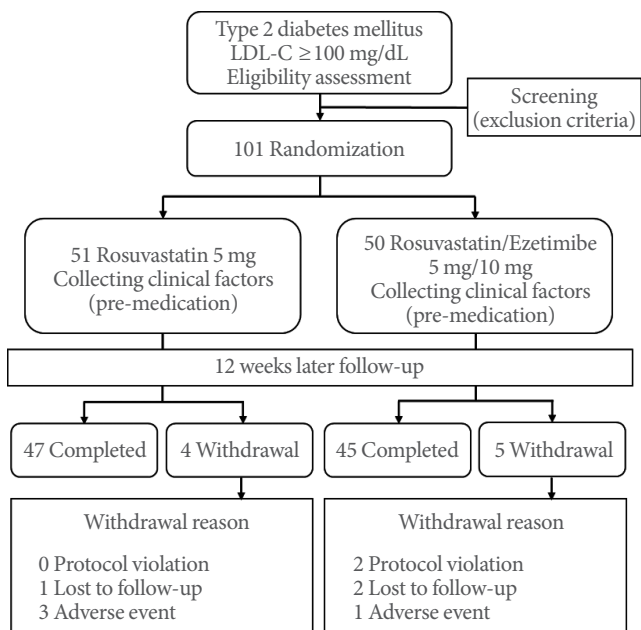 Type 2 diabetes mellitus
LDL-C ≥100 mg/dL
Eligibility assessment
Screening
(exclusion criteria)
101 Randomization
51 Rosuvastatin 5 mg
Collecting clinical factors
(pre-medication)
50 Rosuvastatin/Ezetimibe
5 mg/10 mg
Collecting clinical factors
(pre-medication)
12 weeks later follow-up
47 Completed
4 Withdrawal
45 Completed
5 Withdrawal
Withdrawal reason
0 Protocol violation
1 Lost to follow-up
3 Adverse event
Withdrawal reason
2 Protocol violation
2 Lost to follow-up
1 Adverse event